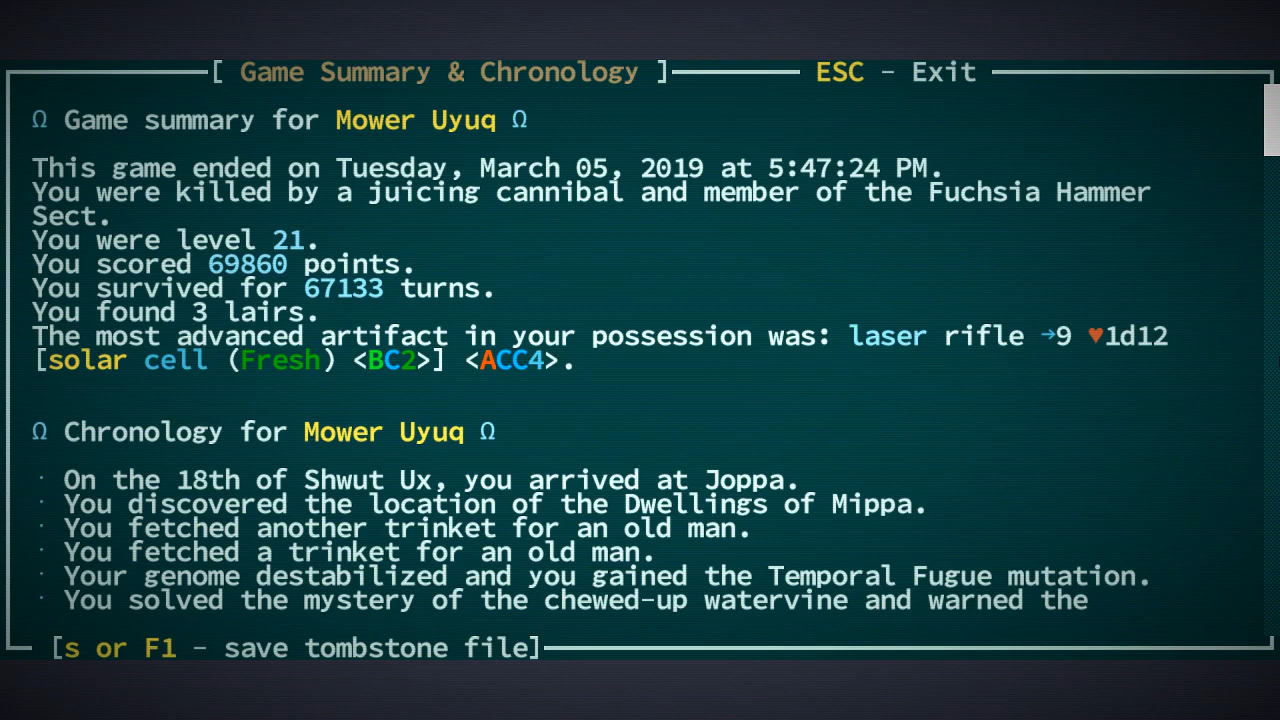 [ Game Summary & Chronology ] ESC - Exit
Ω Game summary for Mower Uyuq Ω
This game ended on Tuesday, March 05, 2019 at 5:47:24 PM.
You were killed by a juicing cannibal and member of the Fuchsia Hammer
Sect.
You were level 21.
You scored 69860 points.
You survived for 67133 turns.
You found 3 lairs.
The most advanced artifact in your possession was: laser rifle →9 ♥1d12
[solar cell (Fresh) <BC2>] <ACC4>.
Ω Chronology for Mower Uyuq Ω
· On the 18th of Shwut Ux, you arrived at Joppa.
· You discovered the location of the Dwellings of Mippa.
· You fetched another trinket for an old man.
· You fetched a trinket for an old man.
· Your genome destabilized and you gained the Temporal Fugue mutation.
· You solved the mystery of the chewed-up watervine and warned the
[s or F1 - save tombstone file]